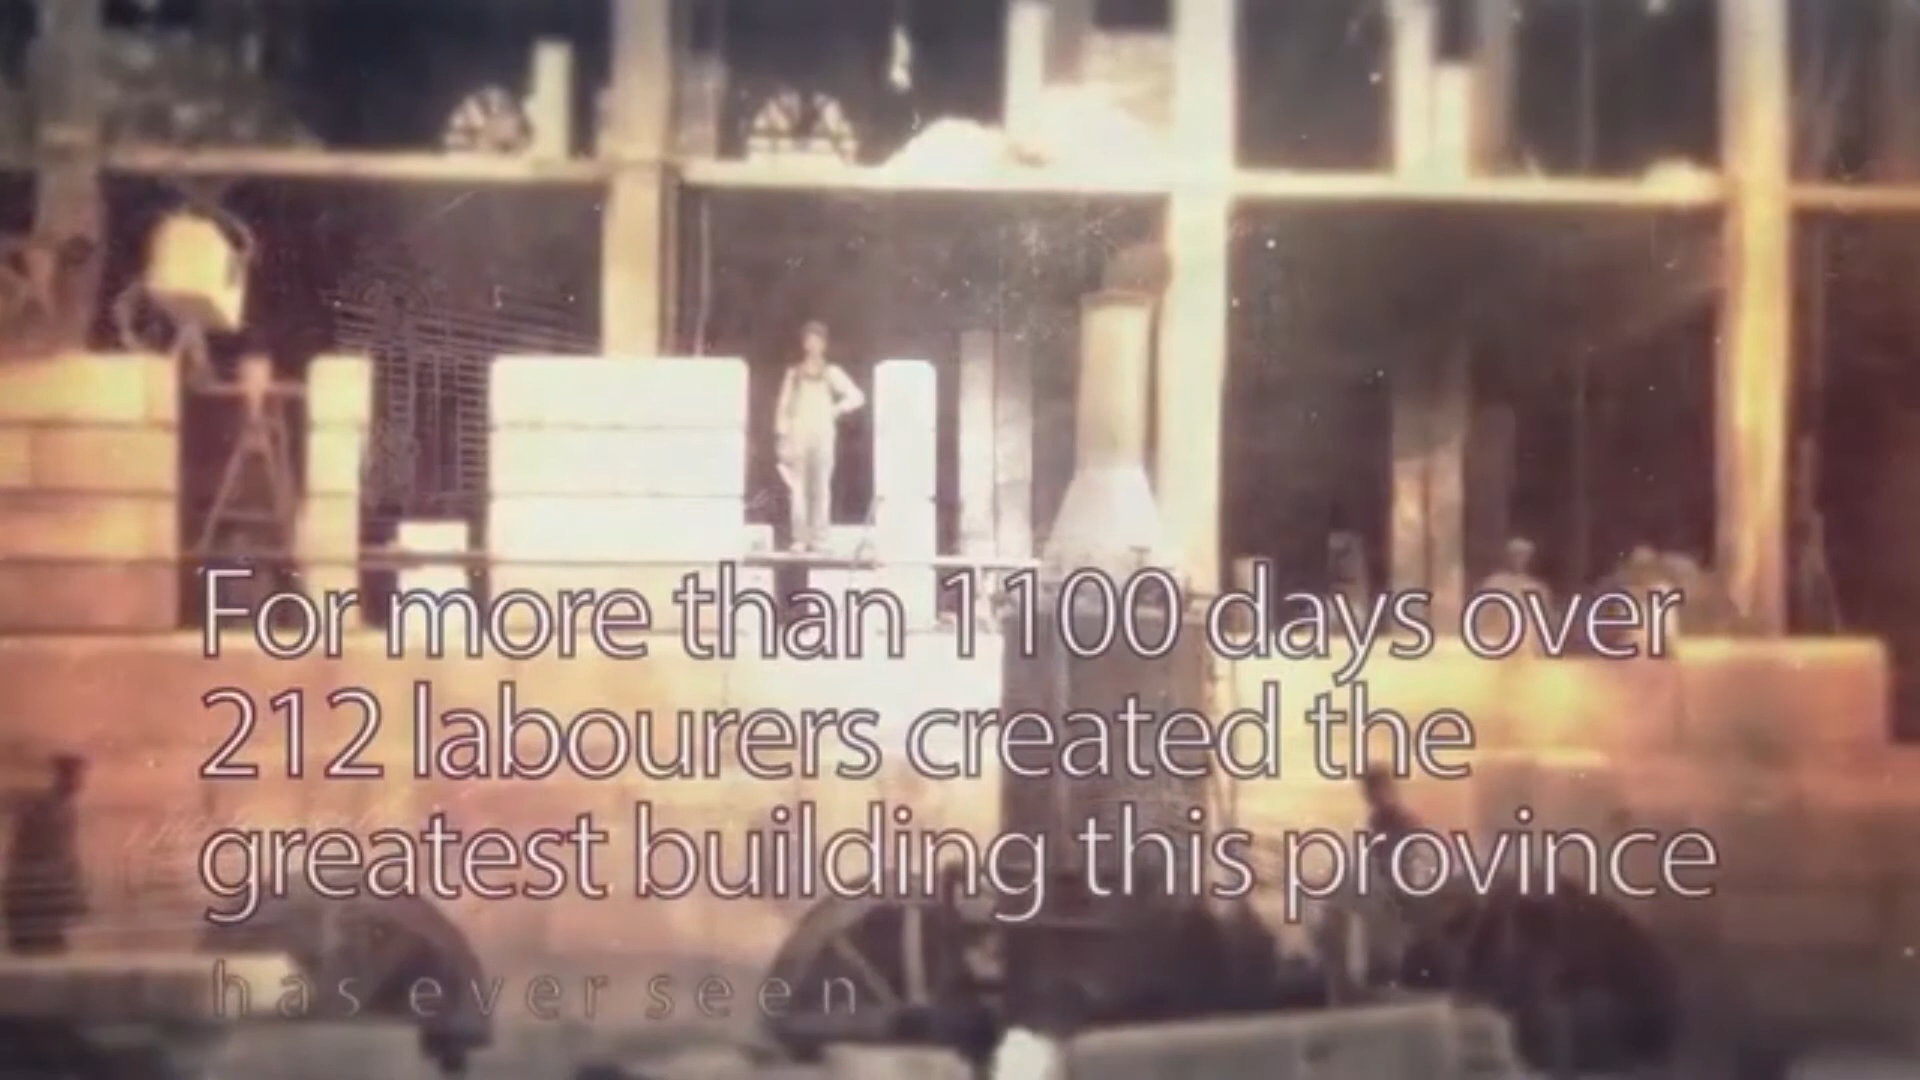 For more than 1100 days over
212 labourers created the
greatest building this province
has ever seen